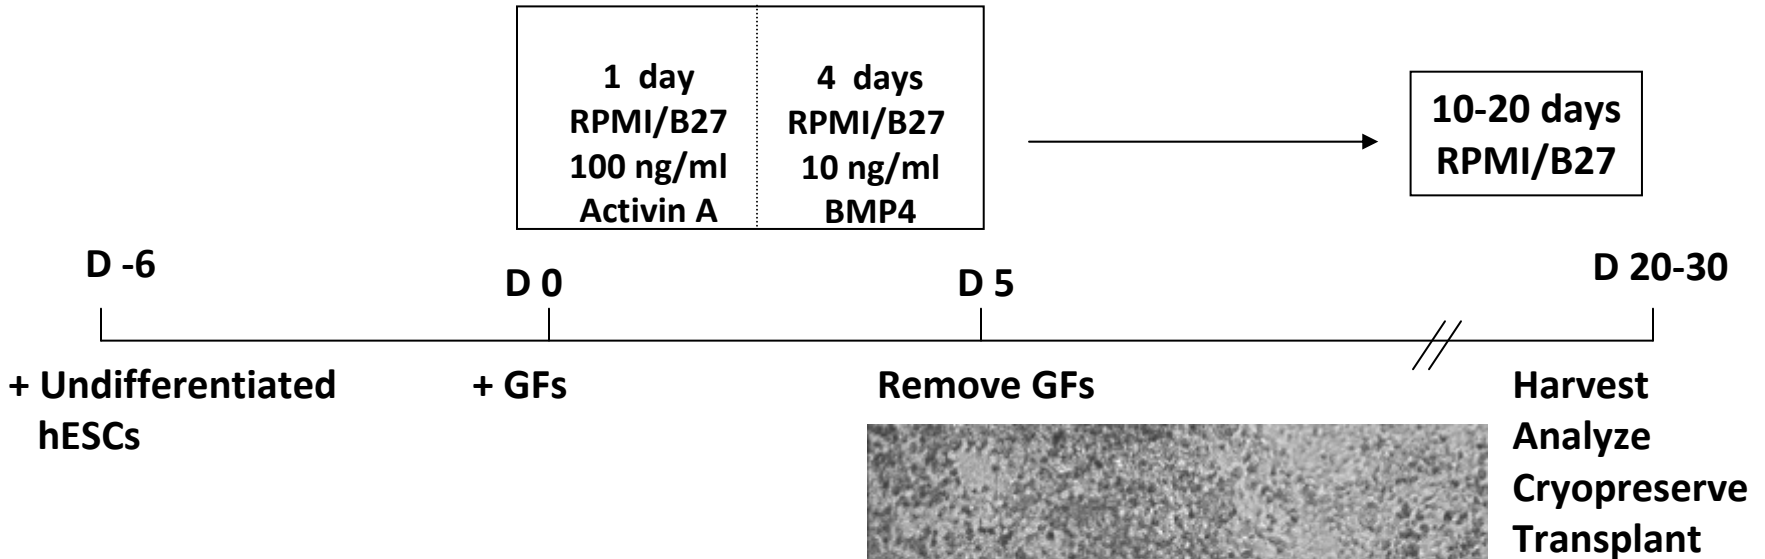 1 day
RPMI/B27
100 ng/ml
Activin A
4 days
RPMI/B27
10 ng/ml
BMP4
10-20 days
RPMI/B27
D -6
D 0
D 5
D 20-30
+ Undifferentiated
hESCs
+ GFs
Remove GFs
Harvest
Analyze
Cryopreserve
Transplant